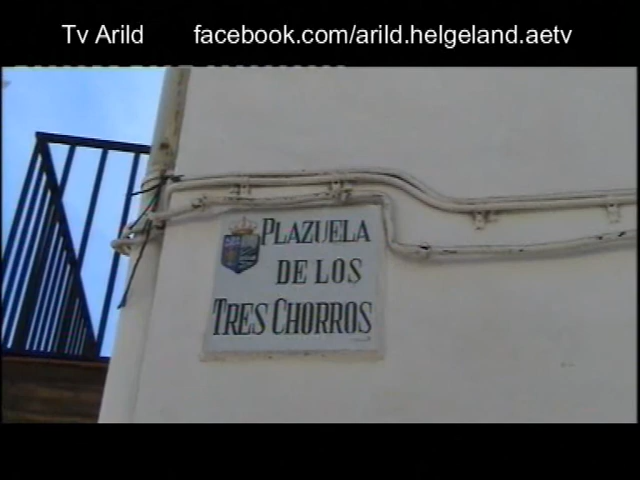 Tv Arild facebook.com/arild.helgeland.aetv
PLAZUELA
DE LOS
TRES CHORROS